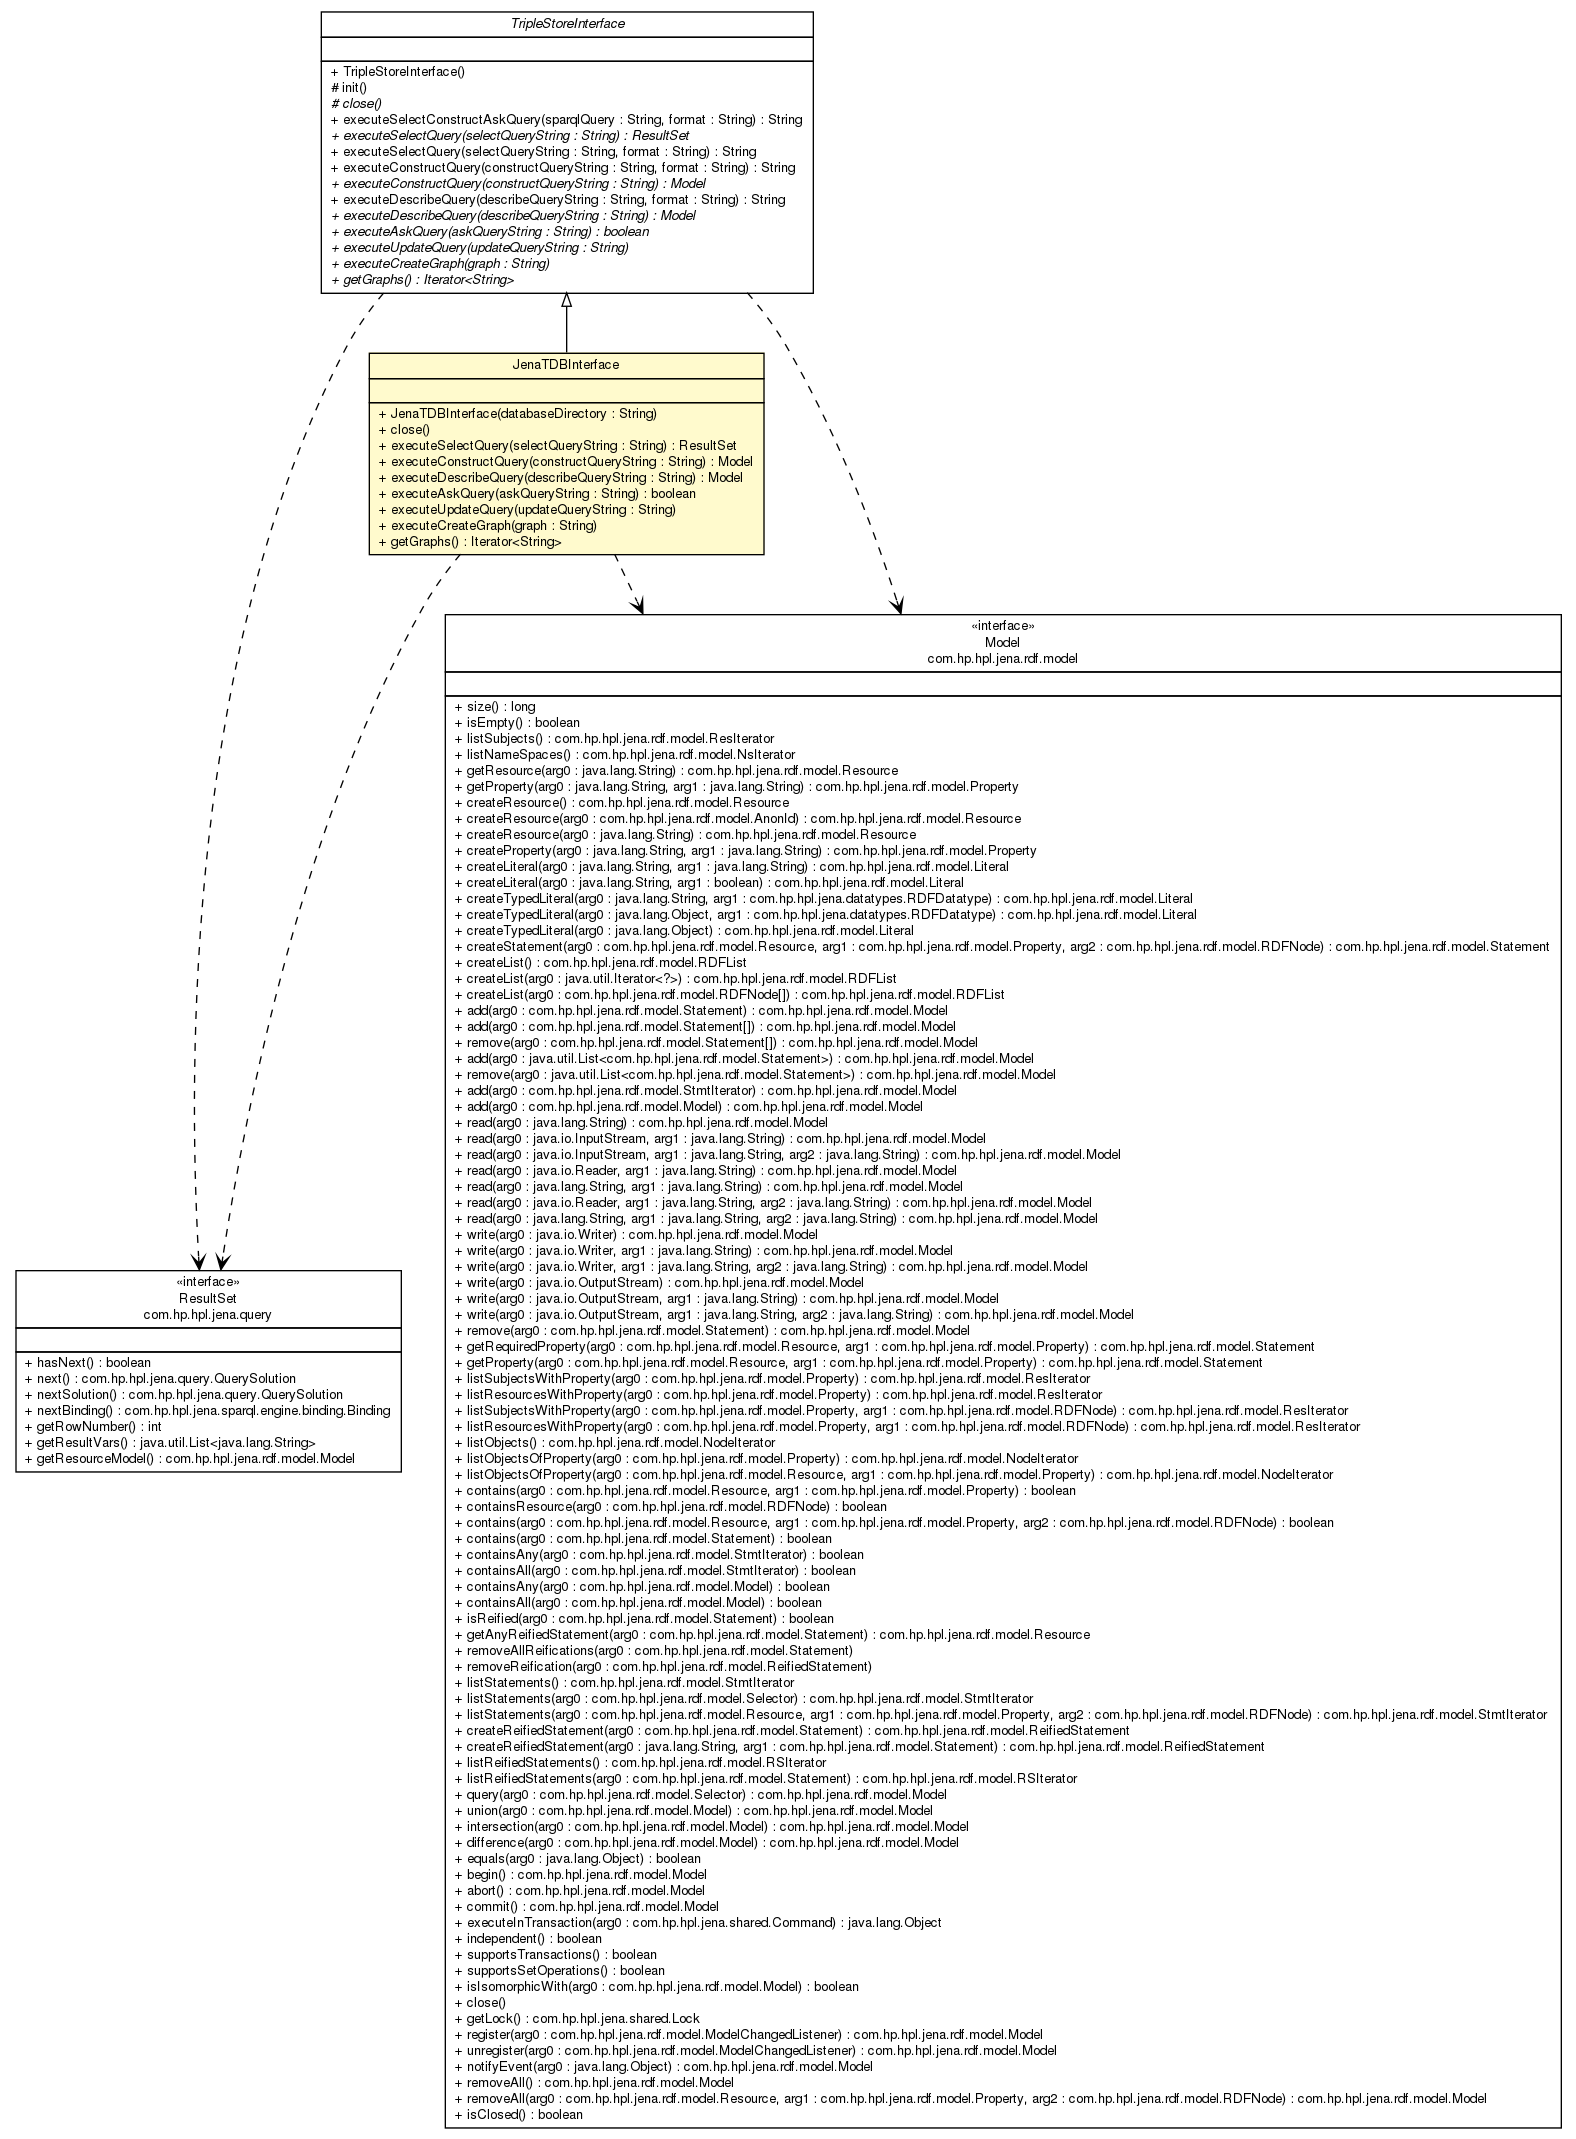 TripleStoreInterface
+ TripleStoreInterface()
# init()
# close()
+ executeSelectConstructAskQuery(sparqlQuery : String, format : String) : String
+ executeSelectQuery(selectQueryString : String) : ResultSet
+ executeSelectQuery(selectQueryString : String, format : String) : String
+ executeConstructQuery(constructQueryString : String, format : String) : String
+ executeConstructQuery(constructQueryString : String) : Model
+ executeDescribeQuery(describeQueryString : String, format : String) : String
+ executeDescribeQuery(describeQueryString : String) : Model
+ executeAskQuery(askQueryString : String) : boolean
+ executeUpdateQuery(updateQueryString : String)
+ executeCreateGraph(graph : String)
+ getGraphs() : Iterator<String>
JenaTDBInterface
+ JenaTDBInterface(databaseDirectory : String)
+ close()
+ executeSelectQuery(selectQueryString : String) : ResultSet
+ executeConstructQuery(constructQueryString : String) : Model
+ executeDescribeQuery(describeQueryString : String) : Model
+ executeAskQuery(askQueryString : String) : boolean
+ executeUpdateQuery(updateQueryString : String)
+ executeCreateGraph(graph : String)
+ getGraphs() : Iterator<String>
«interface»
Model
com.hp.hpl.jena.rdf.model
+ size() : long
+ isEmpty() : boolean
+ listSubjects() : com.hp.hpl.jena.rdf.model.ResIterator
+ listNameSpaces() : com.hp.hpl.jena.rdf.model.NsIterator
+ getResource(arg0 : java.lang.String) : com.hp.hpl.jena.rdf.model.Resource
+ getProperty(arg0 : java.lang.String, arg1 : java.lang.String) : com.hp.hpl.jena.rdf.model.Property
+ createResource() : com.hp.hpl.jena.rdf.model.Resource
+ createResource(arg0 : com.hp.hpl.jena.rdf.model.AnonId) : com.hp.hpl.jena.rdf.model.Resource
+ createResource(arg0 : java.lang.String) : com.hp.hpl.jena.rdf.model.Resource
+ createProperty(arg0 : java.lang.String, arg1 : java.lang.String) : com.hp.hpl.jena.rdf.model.Property
+ createLiteral(arg0 : java.lang.String, arg1 : java.lang.String) : com.hp.hpl.jena.rdf.model.Literal
+ createLiteral(arg0 : java.lang.String, arg1 : boolean) : com.hp.hpl.jena.rdf.model.Literal
+ createTypedLiteral(arg0 : java.lang.String, arg1 : com.hp.hpl.jena.datatypes.RDFDatatype) : com.hp.hpl.jena.rdf.model.Literal
+ createTypedLiteral(arg0 : java.lang.Object, arg1 : com.hp.hpl.jena.datatypes.RDFDatatype) : com.hp.hpl.jena.rdf.model.Literal
+ createTypedLiteral(arg0 : java.lang.Object) : com.hp.hpl.jena.rdf.model.Literal
+ createStatement(arg0 : com.hp.hpl.jena.rdf.model.Resource, arg1 : com.hp.hpl.jena.rdf.model.Property, arg2 : com.hp.hpl.jena.rdf.model.RDFNode) : com.hp.hpl.jena.rdf.model.Statement
+ createList() : com.hp.hpl.jena.rdf.model.RDFList
+ createList(arg0 : java.util.Iterator<?>) : com.hp.hpl.jena.rdf.model.RDFList
+ createList(arg0 : com.hp.hpl.jena.rdf.model.RDFNode[]) : com.hp.hpl.jena.rdf.model.RDFList
+ add(arg0 : com.hp.hpl.jena.rdf.model.Statement) : com.hp.hpl.jena.rdf.model.Model
+ add(arg0 : com.hp.hpl.jena.rdf.model.Statement[]) : com.hp.hpl.jena.rdf.model.Model
+ remove(arg0 : com.hp.hpl.jena.rdf.model.Statement[]) : com.hp.hpl.jena.rdf.model.Model
+ add(arg0 : java.util.List<com.hp.hpl.jena.rdf.model.Statement>) : com.hp.hpl.jena.rdf.model.Model
+ remove(arg0 : java.util.List<com.hp.hpl.jena.rdf.model.Statement>) : com.hp.hpl.jena.rdf.model.Model
+ add(arg0 : com.hp.hpl.jena.rdf.model.StmtIterator) : com.hp.hpl.jena.rdf.model.Model
+ add(arg0 : com.hp.hpl.jena.rdf.model.Model) : com.hp.hpl.jena.rdf.model.Model
+ read(arg0 : java.lang.String) : com.hp.hpl.jena.rdf.model.Model
+ read(arg0 : java.io.InputStream, arg1 : java.lang.String) : com.hp.hpl.jena.rdf.model.Model
+ read(arg0 : java.io.InputStream, arg1 : java.lang.String, arg2 : java.lang.String) : com.hp.hpl.jena.rdf.model.Model
+ read(arg0 : java.io.Reader, arg1 : java.lang.String) : com.hp.hpl.jena.rdf.model.Model
+ read(arg0 : java.lang.String, arg1 : java.lang.String) : com.hp.hpl.jena.rdf.model.Model
+ read(arg0 : java.io.Reader, arg1 : java.lang.String, arg2 : java.lang.String) : com.hp.hpl.jena.rdf.model.Model
+ read(arg0 : java.lang.String, arg1 : java.lang.String, arg2 : java.lang.String) : com.hp.hpl.jena.rdf.model.Model
+ write(arg0 : java.io.Writer) : com.hp.hpl.jena.rdf.model.Model
+ write(arg0 : java.io.Writer, arg1 : java.lang.String) : com.hp.hpl.jena.rdf.model.Model
+ write(arg0 : java.io.Writer, arg1 : java.lang.String, arg2 : java.lang.String) : com.hp.hpl.jena.rdf.model.Model
+ write(arg0 : java.io.OutputStream) : com.hp.hpl.jena.rdf.model.Model
+ write(arg0 : java.io.OutputStream, arg1 : java.lang.String) : com.hp.hpl.jena.rdf.model.Model
+ write(arg0 : java.io.OutputStream, arg1 : java.lang.String, arg2 : java.lang.String) : com.hp.hpl.jena.rdf.model.Model
+ remove(arg0 : com.hp.hpl.jena.rdf.model.Statement) : com.hp.hpl.jena.rdf.model.Model
+ getRequiredProperty(arg0 : com.hp.hpl.jena.rdf.model.Resource, arg1 : com.hp.hpl.jena.rdf.model.Property) : com.hp.hpl.jena.rdf.model.Statement
+ getProperty(arg0 : com.hp.hpl.jena.rdf.model.Resource, arg1 : com.hp.hpl.jena.rdf.model.Property) : com.hp.hpl.jena.rdf.model.Statement
+ listSubjectsWithProperty(arg0 : com.hp.hpl.jena.rdf.model.Property) : com.hp.hpl.jena.rdf.model.ResIterator
+ listResourcesWithProperty(arg0 : com.hp.hpl.jena.rdf.model.Property) : com.hp.hpl.jena.rdf.model.ResIterator
+ listSubjectsWithProperty(arg0 : com.hp.hpl.jena.rdf.model.Property, arg1 : com.hp.hpl.jena.rdf.model.RDFNode) : com.hp.hpl.jena.rdf.model.ResIterator
+ listResourcesWithProperty(arg0 : com.hp.hpl.jena.rdf.model.Property, arg1 : com.hp.hpl.jena.rdf.model.RDFNode) : com.hp.hpl.jena.rdf.model.ResIterator
+ listObjects() : com.hp.hpl.jena.rdf.model.NodeIterator
+ listObjectsOfProperty(arg0 : com.hp.hpl.jena.rdf.model.Property) : com.hp.hpl.jena.rdf.model.NodeIterator
+ listObjectsOfProperty(arg0 : com.hp.hpl.jena.rdf.model.Resource, arg1 : com.hp.hpl.jena.rdf.model.Property) : com.hp.hpl.jena.rdf.model.NodeIterator
+ contains(arg0 : com.hp.hpl.jena.rdf.model.Resource, arg1 : com.hp.hpl.jena.rdf.model.Property) : boolean
+ containsResource(arg0 : com.hp.hpl.jena.rdf.model.RDFNode) : boolean
+ contains(arg0 : com.hp.hpl.jena.rdf.model.Resource, arg1 : com.hp.hpl.jena.rdf.model.Property, arg2 : com.hp.hpl.jena.rdf.model.RDFNode) : boolean
+ contains(arg0 : com.hp.hpl.jena.rdf.model.Statement) : boolean
+ containsAny(arg0 : com.hp.hpl.jena.rdf.model.StmtIterator) : boolean
+ containsAll(arg0 : com.hp.hpl.jena.rdf.model.StmtIterator) : boolean
+ containsAny(arg0 : com.hp.hpl.jena.rdf.model.Model) : boolean
+ containsAll(arg0 : com.hp.hpl.jena.rdf.model.Model) : boolean
+ isReified(arg0 : com.hp.hpl.jena.rdf.model.Statement) : boolean
+ getAnyReifiedStatement(arg0 : com.hp.hpl.jena.rdf.model.Statement) : com.hp.hpl.jena.rdf.model.Resource
+ removeAllReifications(arg0 : com.hp.hpl.jena.rdf.model.Statement)
+ removeReification(arg0 : com.hp.hpl.jena.rdf.model.ReifiedStatement)
+ listStatements() : com.hp.hpl.jena.rdf.model.StmtIterator
+ listStatements(arg0 : com.hp.hpl.jena.rdf.model.Selector) : com.hp.hpl.jena.rdf.model.StmtIterator
+ listStatements(arg0 : com.hp.hpl.jena.rdf.model.Resource, arg1 : com.hp.hpl.jena.rdf.model.Property, arg2 : com.hp.hpl.jena.rdf.model.RDFNode) : com.hp.hpl.jena.rdf.model.StmtIterator
+ createReifiedStatement(arg0 : com.hp.hpl.jena.rdf.model.Statement) : com.hp.hpl.jena.rdf.model.ReifiedStatement
+ createReifiedStatement(arg0 : java.lang.String, arg1 : com.hp.hpl.jena.rdf.model.Statement) : com.hp.hpl.jena.rdf.model.ReifiedStatement
+ listReifiedStatements() : com.hp.hpl.jena.rdf.model.RSIterator
+ listReifiedStatements(arg0 : com.hp.hpl.jena.rdf.model.Statement) : com.hp.hpl.jena.rdf.model.RSIterator
+ query(arg0 : com.hp.hpl.jena.rdf.model.Selector) : com.hp.hpl.jena.rdf.model.Model
+ union(arg0 : com.hp.hpl.jena.rdf.model.Model) : com.hp.hpl.jena.rdf.model.Model
+ intersection(arg0 : com.hp.hpl.jena.rdf.model.Model) : com.hp.hpl.jena.rdf.model.Model
+ difference(arg0 : com.hp.hpl.jena.rdf.model.Model) : com.hp.hpl.jena.rdf.model.Model
+ equals(arg0 : java.lang.Object) : boolean
+ begin() : com.hp.hpl.jena.rdf.model.Model
+ abort() : com.hp.hpl.jena.rdf.model.Model
+ commit() : com.hp.hpl.jena.rdf.model.Model
+ executeInTransaction(arg0 : com.hp.hpl.jena.shared.Command) : java.lang.Object
+ independent() : boolean
+ supportsTransactions() : boolean
+ supportsSetOperations() : boolean
+ isIsomorphicWith(arg0 : com.hp.hpl.jena.rdf.model.Model) : boolean
+ close()
+ getLock() : com.hp.hpl.jena.shared.Lock
+ register(arg0 : com.hp.hpl.jena.rdf.model.ModelChangedListener) : com.hp.hpl.jena.rdf.model.Model
+ unregister(arg0 : com.hp.hpl.jena.rdf.model.ModelChangedListener) : com.hp.hpl.jena.rdf.model.Model
+ notifyEvent(arg0 : java.lang.Object) : com.hp.hpl.jena.rdf.model.Model
+ removeAll() : com.hp.hpl.jena.rdf.model.Model
+ removeAll(arg0 : com.hp.hpl.jena.rdf.model.Resource, arg1 : com.hp.hpl.jena.rdf.model.Property, arg2 : com.hp.hpl.jena.rdf.model.RDFNode) : com.hp.hpl.jena.rdf.model.Model
+ isClosed() : boolean
«interface»
ResultSet
com.hp.hpl.jena.query
+ hasNext() : boolean
+ next() : com.hp.hpl.jena.query.QuerySolution
+ nextSolution() : com.hp.hpl.jena.query.QuerySolution
+ nextBinding() : com.hp.hpl.jena.sparql.engine.binding.Binding
+ getRowNumber() : int
+ getResultVars() : java.util.List<java.lang.String>
+ getResourceModel() : com.hp.hpl.jena.rdf.model.Model